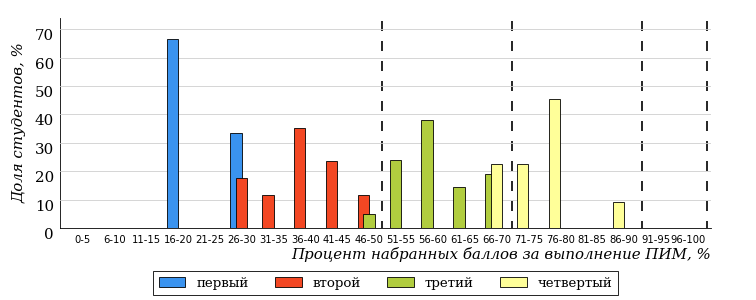 Доля студентов, %
70
60
50
40
30
20
10
0
0-5 6-10 11-15 16-20 21-25 26-30 31-35 36-40 41-45 46-50 51-55 56-60 61-65 66-70 71-75 76-80 81-85 86-90 91-95 96-100
Процент набранных баллов за выполнение ПИМ, %
первый второй третий четвертый